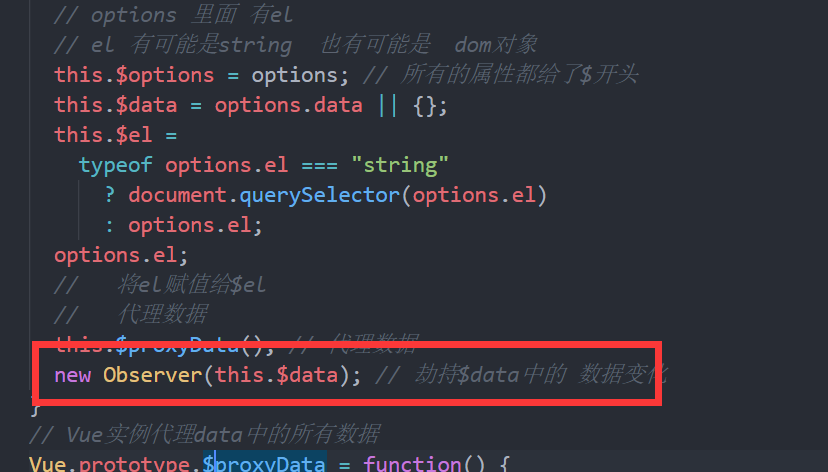 // options 里面 有el
// el 有可能是string 也有可能是 dom对象
this.$options = options; // 所有的属性都给了$开头
this.$data = options.data || {};
this.$el =
typeof options.el === "string"
? document.querySelector(options.el)
: options.el;
options.el;
// 将el赋值给$el
// 代理数据
this.$proxyData(); // 代理数据
new Observer(this.$data); // 劫持$data中的 数据变化
}
// Vue实例代理data中的所有数据
Vue.prototype.$proxyData = function() {